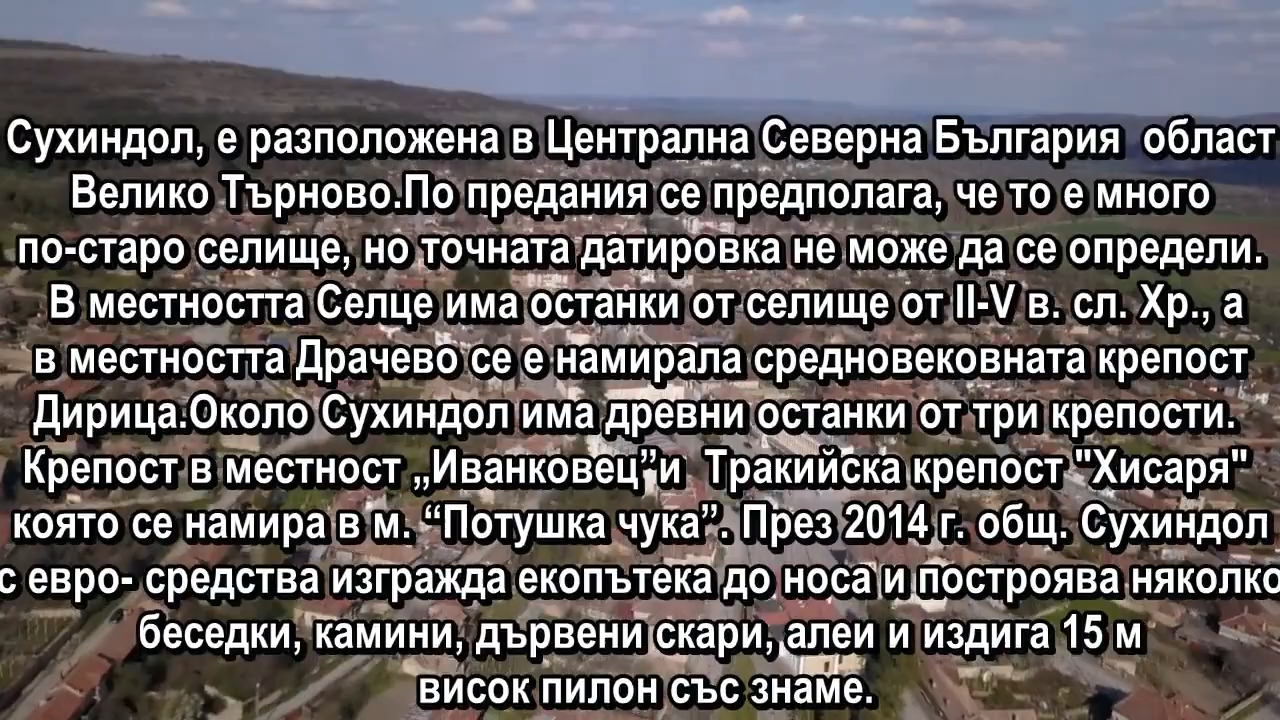 Сухиндол, е разположена в Централна Северна България  област
Велико Търново.По предания се предполага, че то е много
по-старо селище, но точната датировка не може да се определи.
В местността Селце има останки от селище от II-V в. сл. Хр., а
в местността Драчево се е намирала средновековната крепост
Дирица.Около Сухиндол има древни останки от три крепости.
Крепост в местност „Иванковец”и  Тракийска крепост "Хисаря"
която се намира в м. “Потушка чука”. През 2014 г. общ. Сухиндол
с евро- средства изгражда екопътека до носа и построява няколко
беседки, камини, дървени скари, алеи и издига 15 м
висок пилон със знаме.